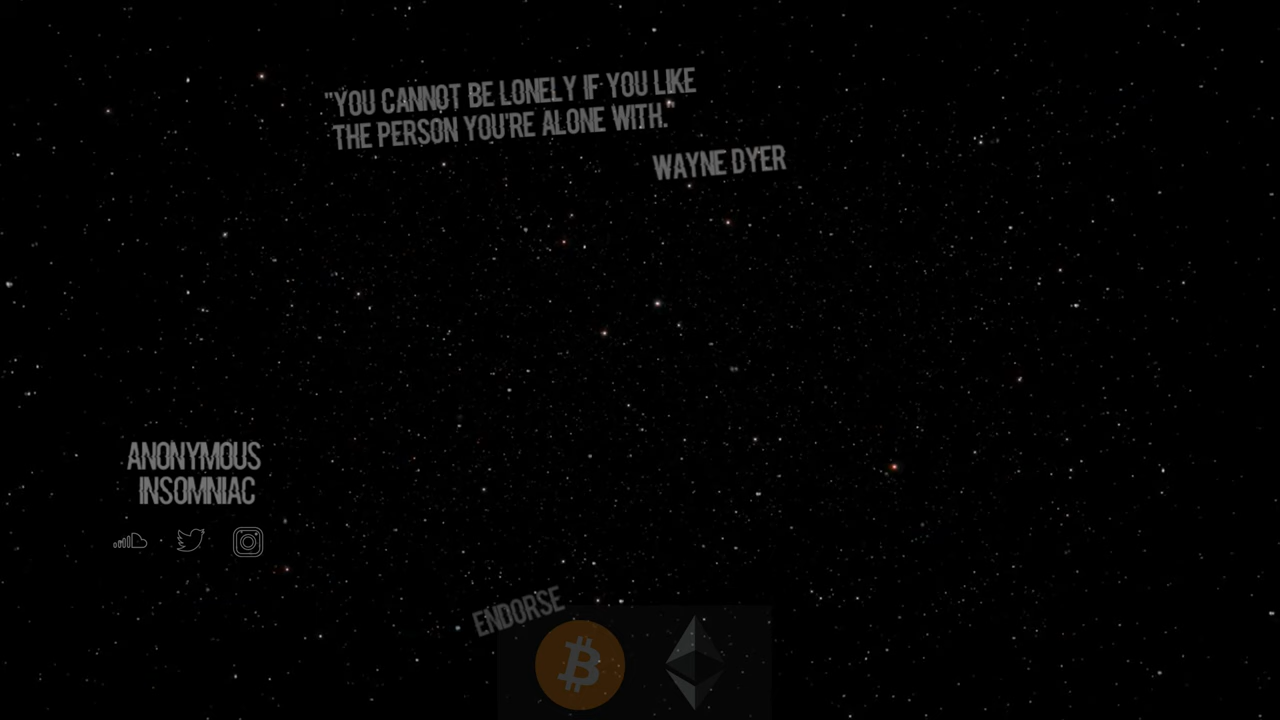 "YOU CANNOT BE LONELY IF YOU LIKE
THE PERSON YOU'RE ALONE WITH."
WAYNE DYER
ANONYMOUS
INSOMNIAC
ENDORSE